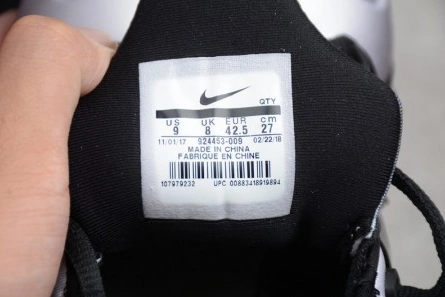 QTY
US UK EUR cm
9 8 42.5 27
11/01/17 924453-009 02/22/18
MADE IN CHINA
FABRIQUE EN CHINE
107979232 UPC 00883418919894